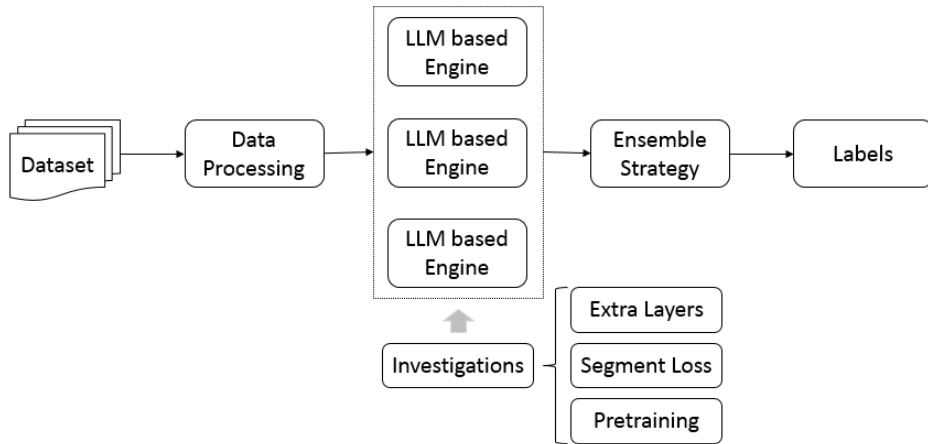 LLM based
Engine
Dataset
Data
Processing
LLM based
Engine
Ensemble
Strategy
Labels
LLM based
Engine
Extra Layers
Investigations
Segment Loss
Pretraining